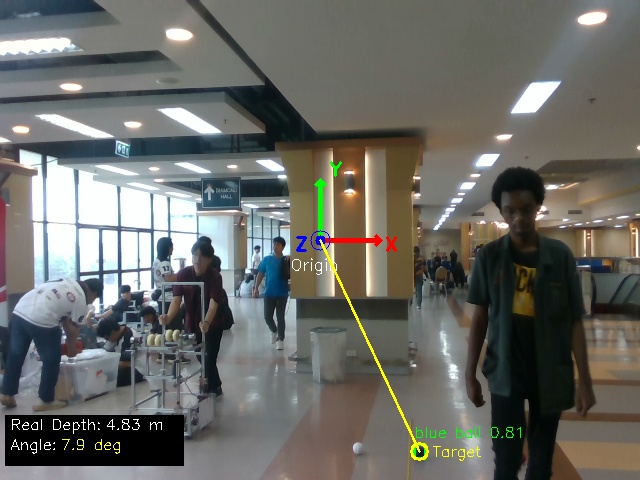 DIAMOND
HALL
Y
Z
X
Origin
blue ball 0.81
Target
Real Depth: 4.83 m
Angle: 7.9 deg